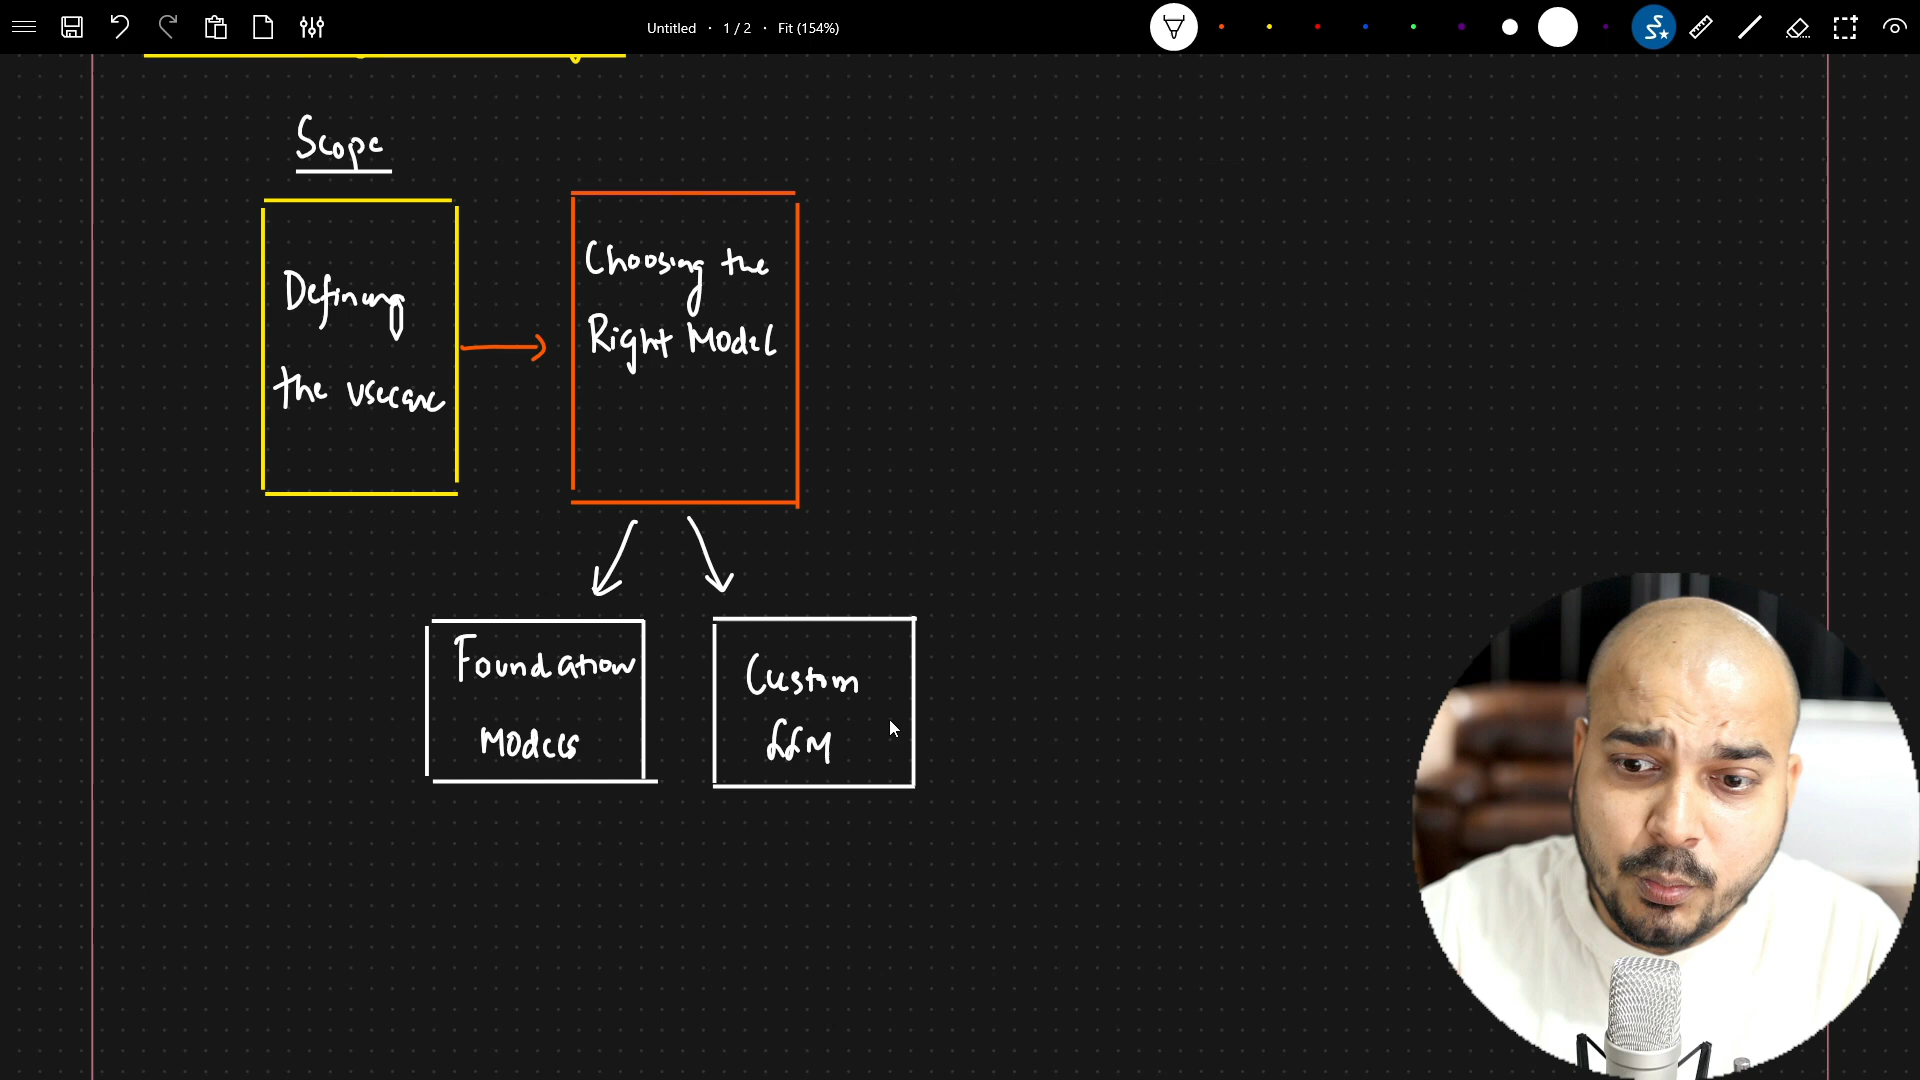 Untitled · 1 / 2 · Fit (154%)
Scope
Defining
the usecase
Choosing the
Right Model
Foundation
Models
Custom
LLM